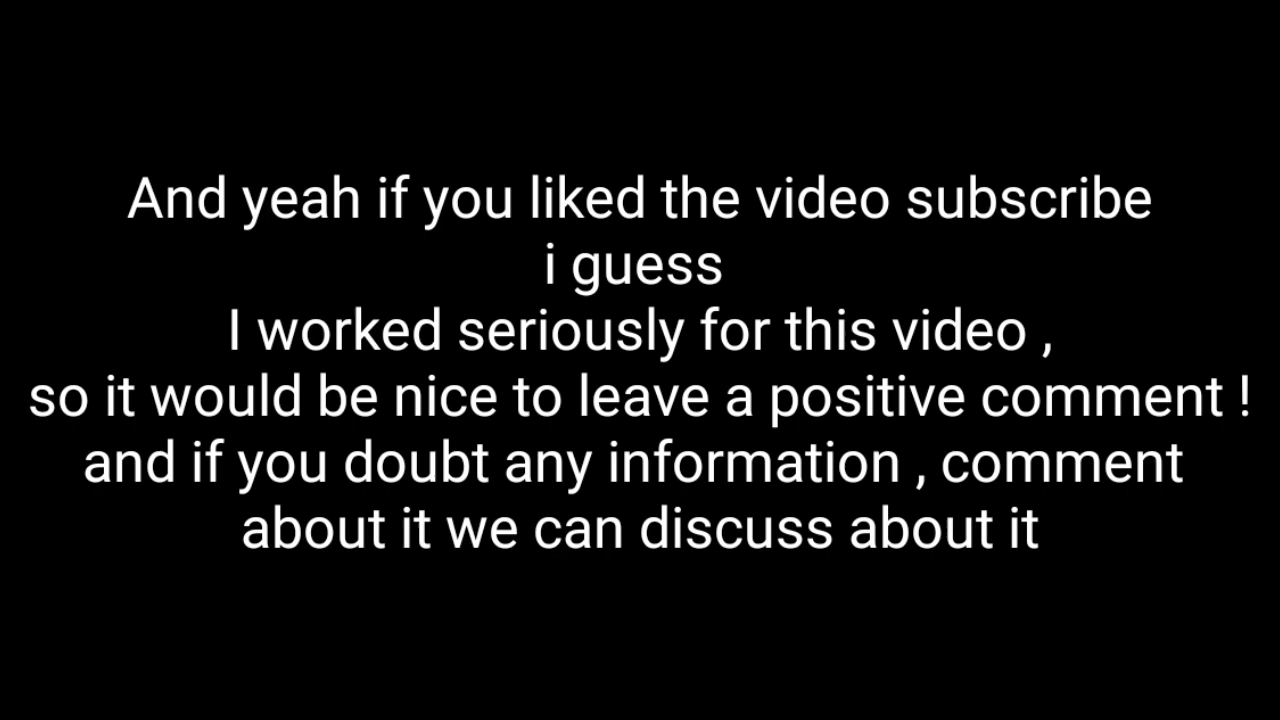 And yeah if you liked the video subscribe
i guess
I worked seriously for this video ,
so it would be nice to leave a positive comment !
and if you doubt any information , comment
about it we can discuss about it